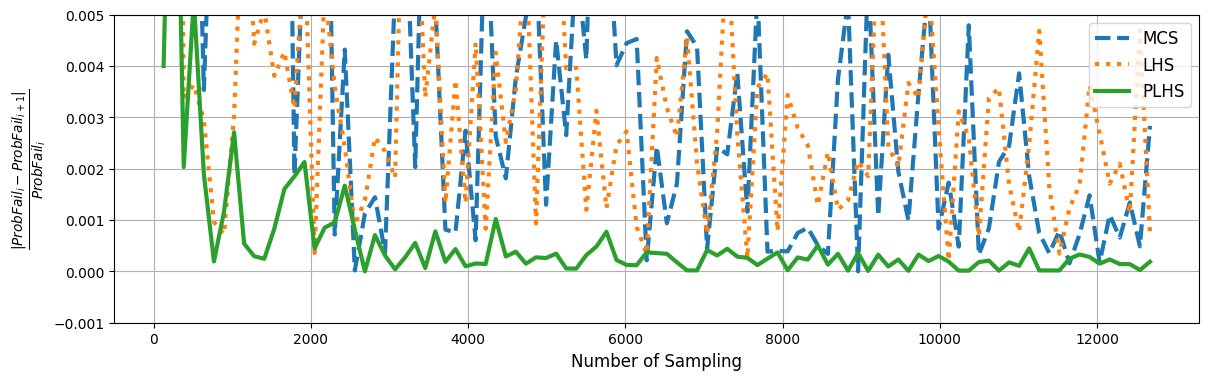 0.005
0.004
0.003
0.002
0.001
0.000
−0.001
|ProbFail_i − ProbFail_{i+1}|
ProbFail_i
MCS
LHS
PLHS
0 2000 4000 6000 8000 10000 12000
Number of Sampling